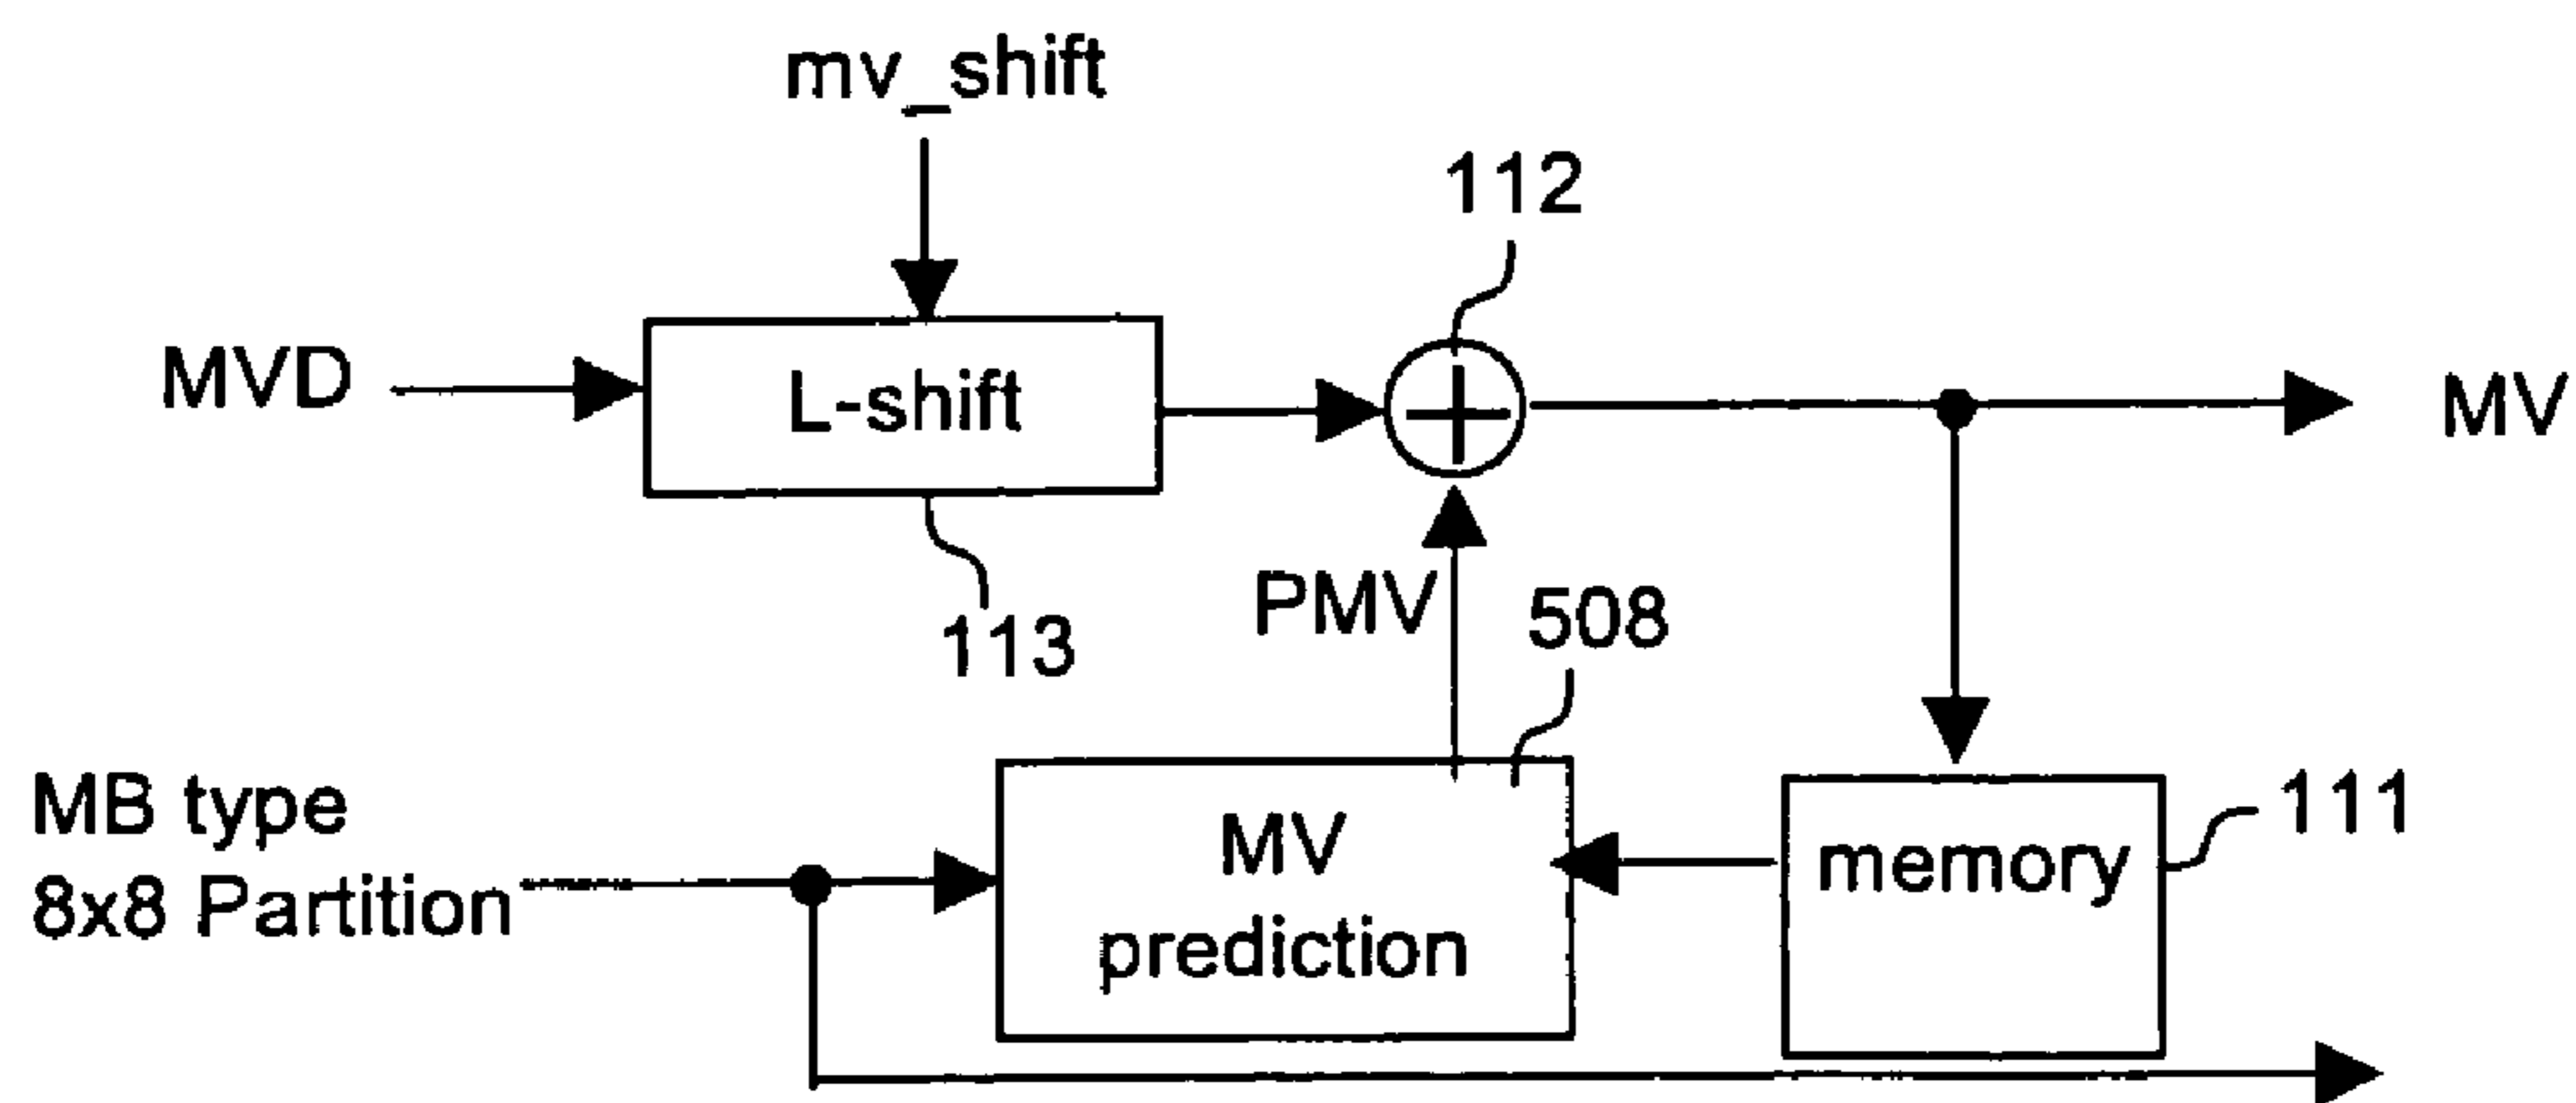 mv_shift
112
MVD
L-shift
MV
113
PMV
508
MB type
8x8 Partition
MV
prediction
memory
111